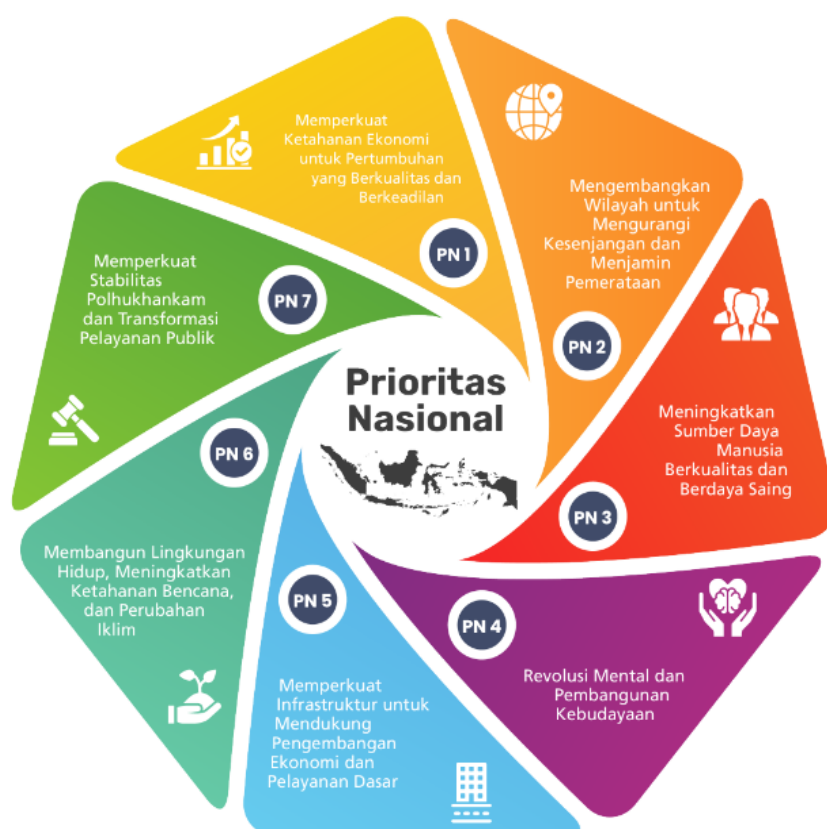 Prioritas
Nasional
PN 1
Memperkuat
Ketahanan Ekonomi
untuk Pertumbuhan
yang Berkualitas dan
Berkeadilan
PN 2
Mengembangkan
Wilayah untuk
Mengurangi
Kesenjangan dan
Menjamin
Pemerataan
PN 3
Meningkatkan
Sumber Daya
Manusia
Berkualitas dan
Berdaya Saing
PN 4
Revolusi Mental dan
Pembangunan
Kebudayaan
PN 5
Memperkuat
Infrastruktur untuk
Mendukung
Pengembangan
Ekonomi dan
Pelayanan Dasar
PN 6
Membangun Lingkungan
Hidup, Meningkatkan
Ketahanan Bencana,
dan Perubahan
Iklim
PN 7
Memperkuat
Stabilitas
Polhukhankam
dan Transformasi
Pelayanan Publik